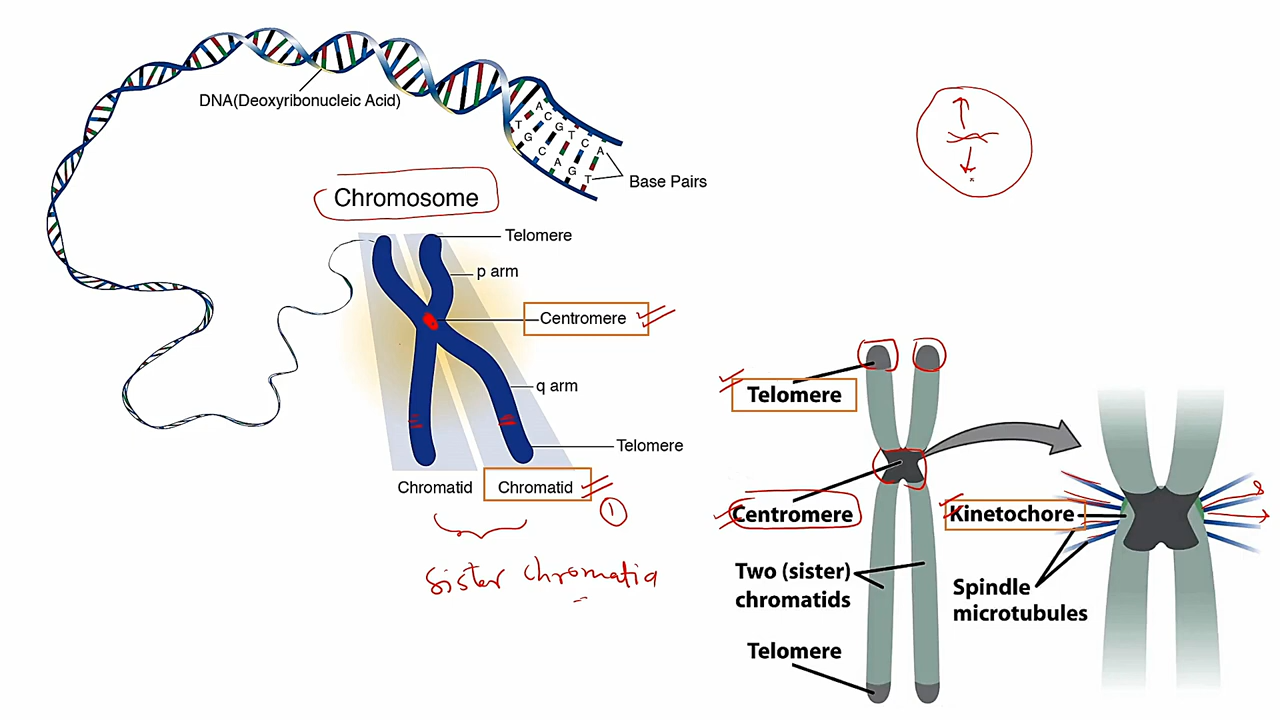 DNA(Deoxyribonucleic Acid)
A
C
G
T
C
A
T
G
C
A
G
T
Base Pairs
Chromosome
Telomere
p arm
Centromere
q arm
Telomere
Chromatid
Chromatid
1
sister chromatid
Telomere
Centromere
Kinetochore
Two (sister)
chromatids
Spindle
microtubules
Telomere